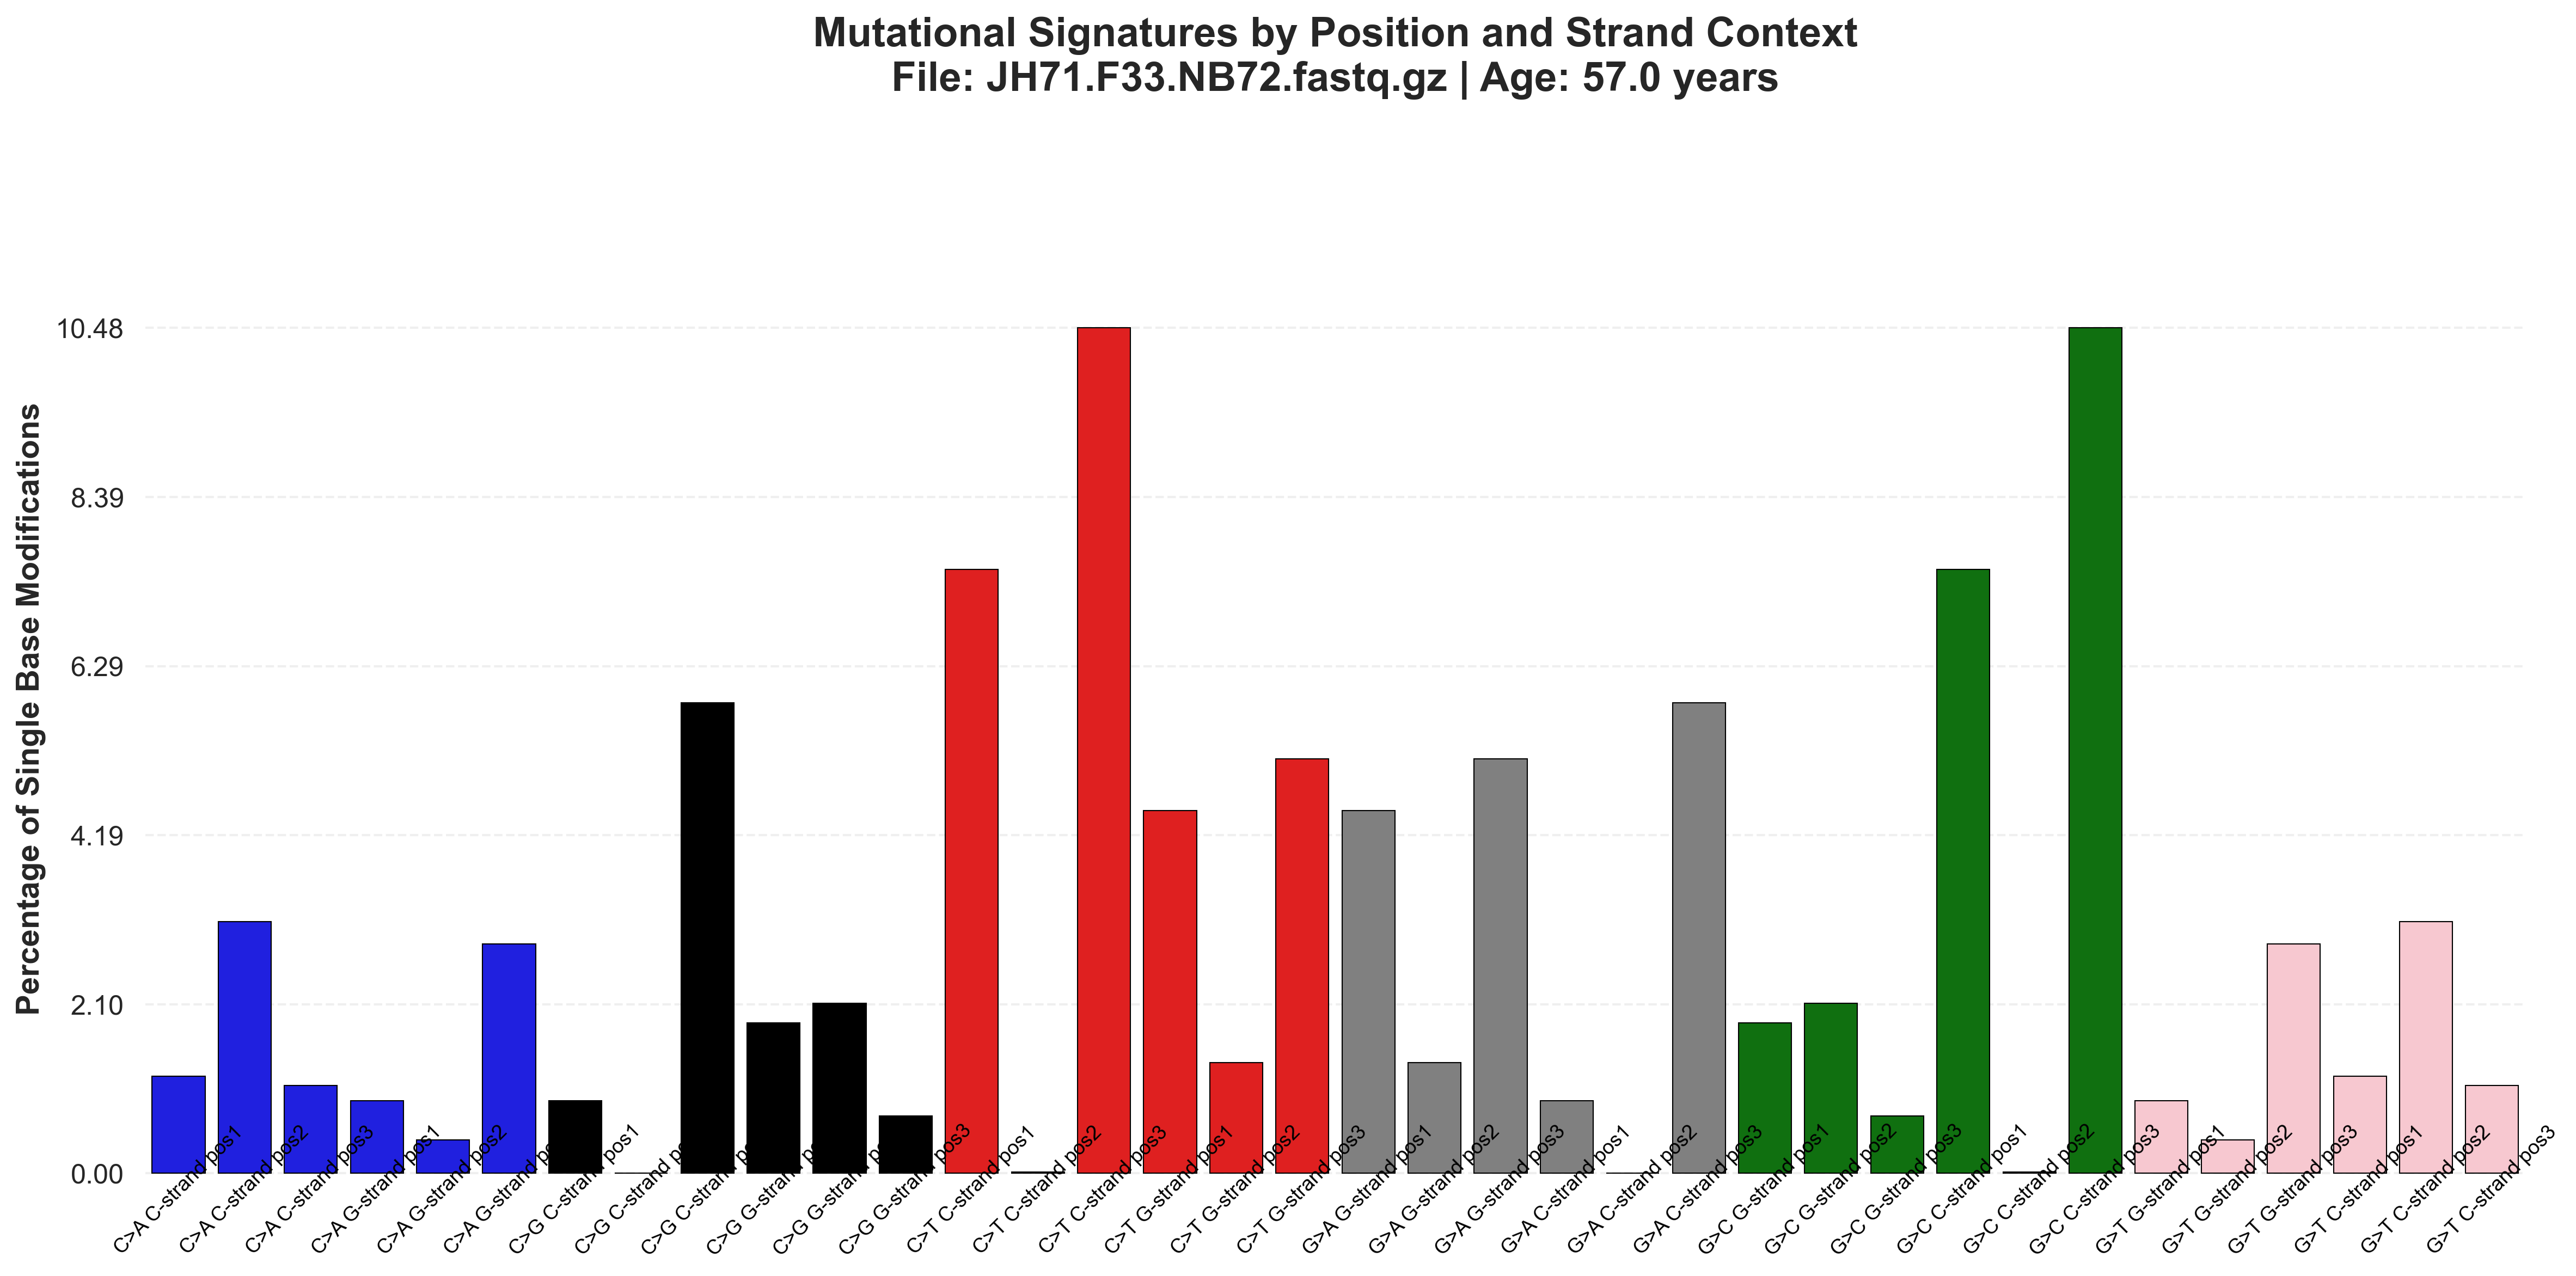 Mutational Signatures by Position and Strand Context
File: JH71.F33.NB72.fastq.gz | Age: 57.0 years
Percentage of Single Base Modifications
10.48
8.39
6.29
4.19
2.10
0.00
C>A C-strand pos1
C>A C-strand pos2
C>A C-strand pos3
C>A G-strand pos1
C>A G-strand pos2
C>A G-strand
C>G C-strand pos1
C>G C-strand
C>G C-strand
C>G G-strand
C>G G-strand
C>G G-strand pos3
C>T C-strand pos1
C>T C-strand pos2
C>T C-strand pos3
C>T G-strand pos1
C>T G-strand pos2
C>T G-strand pos3
G>A G-strand pos1
G>A G-strand pos2
G>A G-strand pos3
G>A C-strand pos1
G>A C-strand pos2
G>A C-strand pos3
G>C G-strand pos1
G>C G-strand pos2
G>C G-strand pos3
G>C C-strand pos1
G>C C-strand pos2
G>C C-strand pos3
G>T G-strand pos1
G>T G-strand pos2
G>T G-strand pos3
G>T C-strand pos1
G>T C-strand pos2
G>T C-strand pos3